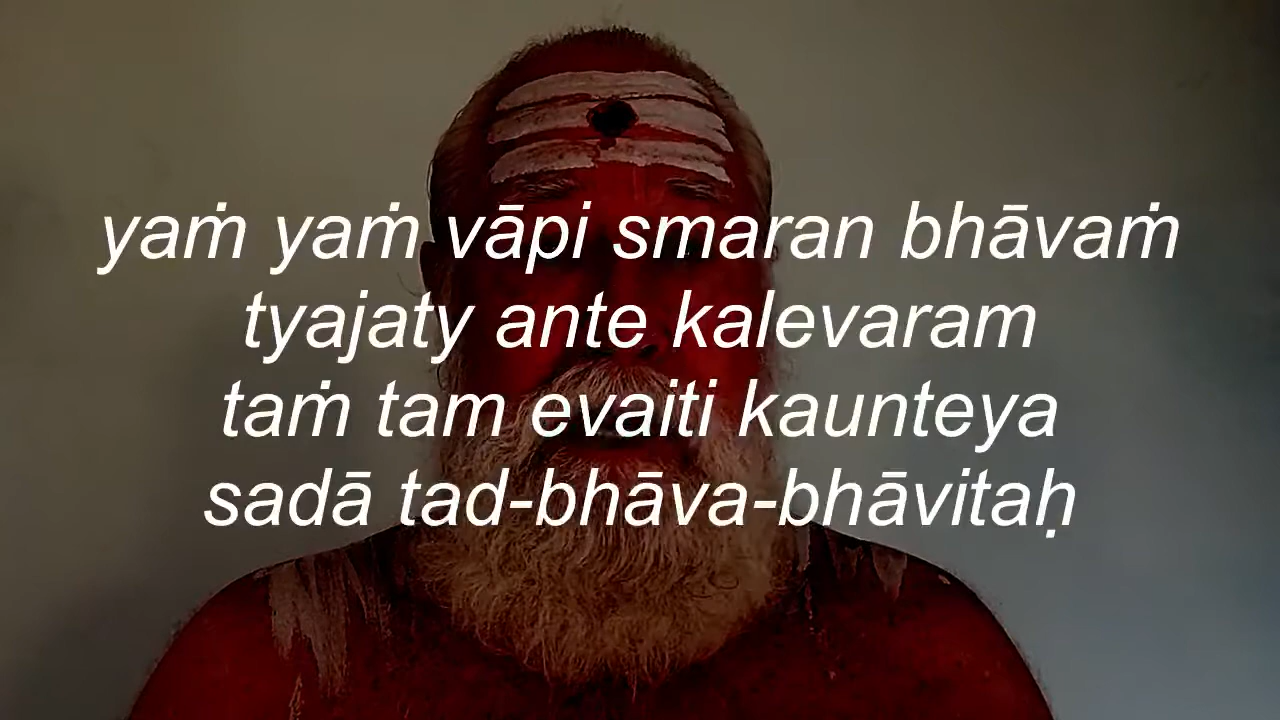 yaṁ yaṁ vāpi smaran bhāvaṁ
tyajaty ante kalevaram
taṁ tam evaiti kaunteya
sadā tad-bhāva-bhāvitaḥ